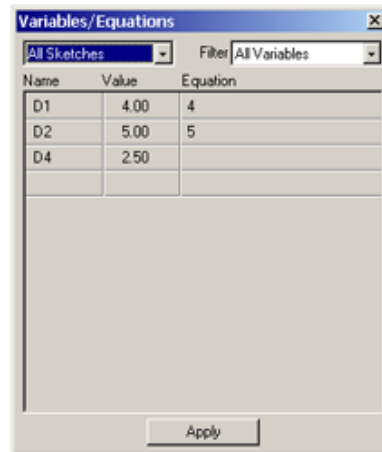 Variables/Equations
All Sketches Filter All Variables
Name Value Equation
D1 4.00 4
D2 5.00 5
D4 2.50
Apply